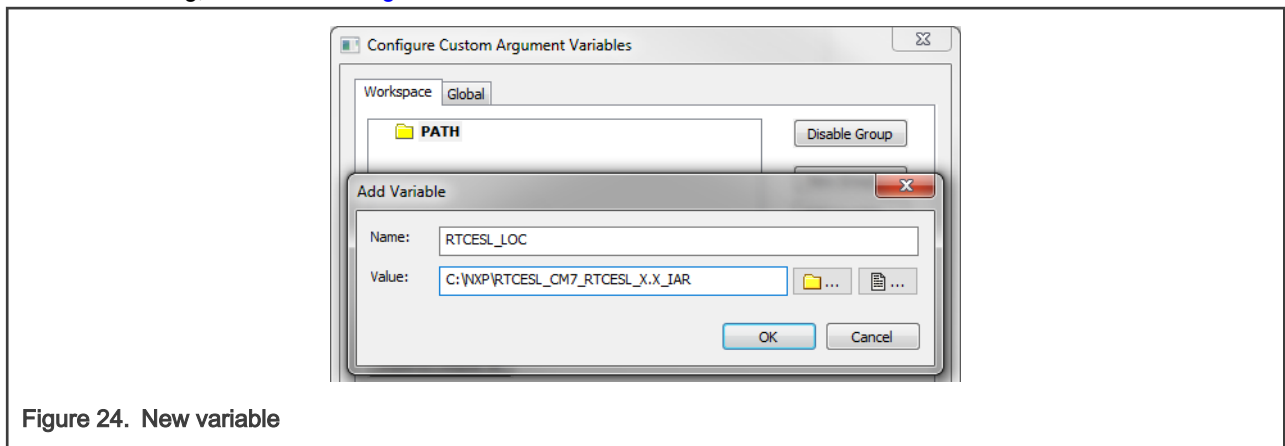 Configure Custom Argument Variables
Workspace Global
PATH
Disable Group
Add Variable
Name: RTCESL_LOC
Value: C:\NXP\RTCESL_CM7_RTCESL_X.X_IAR
... ...
OK Cancel
Figure 24. New variable